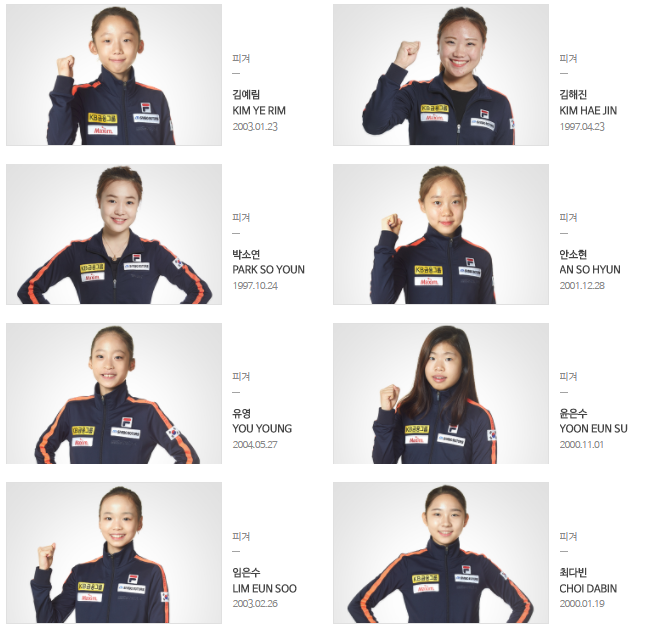 피겨
김예림
KIM YE RIM
2003.01.23
피겨
김해진
KIM HAE JIN
1997.04.23
피겨
박소연
PARK SO YOUN
1997.10.24
피겨
안소현
AN SO HYUN
2001.12.28
피겨
유영
YOU YOUNG
2004.05.27
피겨
윤은수
YOON EUN SU
2000.11.01
피겨
임은수
LIM EUN SOO
2003.02.26
피겨
최다빈
CHOI DABIN
2000.01.19